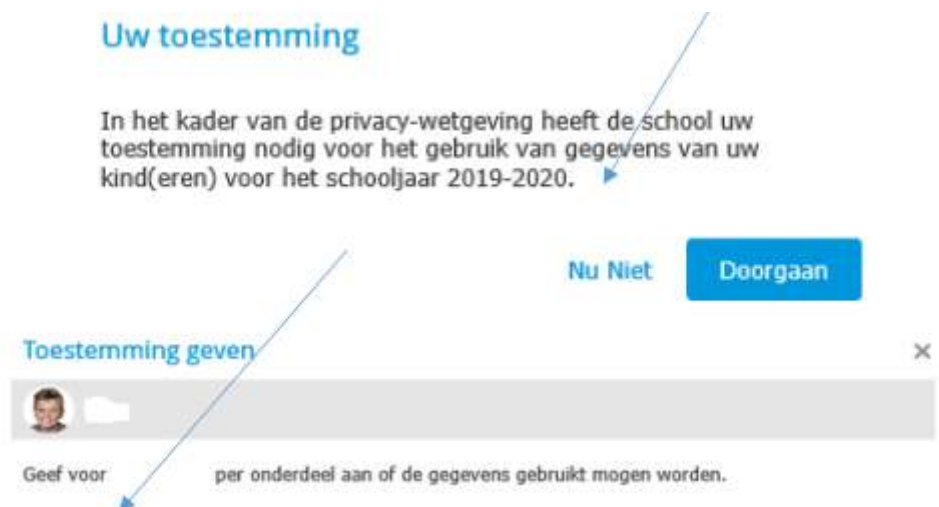 Uw toestemming
In het kader van de privacy-wetgeving heeft de school uw
toestemming nodig voor het gebruik van gegevens van uw
kind(eren) voor het schooljaar 2019-2020.
Nu Niet Doorgaan
Toestemming geven ×
Geef voor per onderdeel aan of de gegevens gebruikt mogen worden.